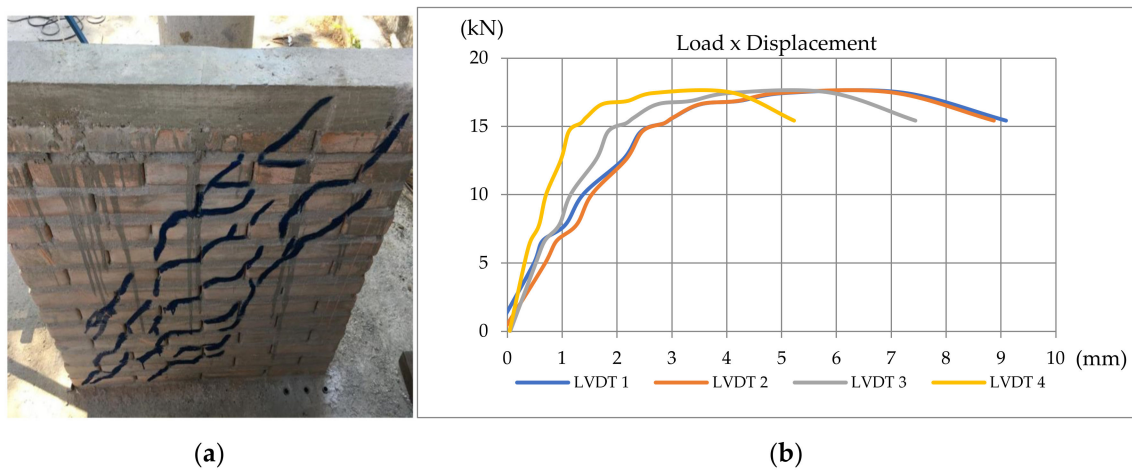 (kN)
Load x Displacement
20
15
10
5
0
0 1 2 3 4 5 6 7 8 9 10 (mm)
LVDT 1 LVDT 2 LVDT 3 LVDT 4
(a) (b)